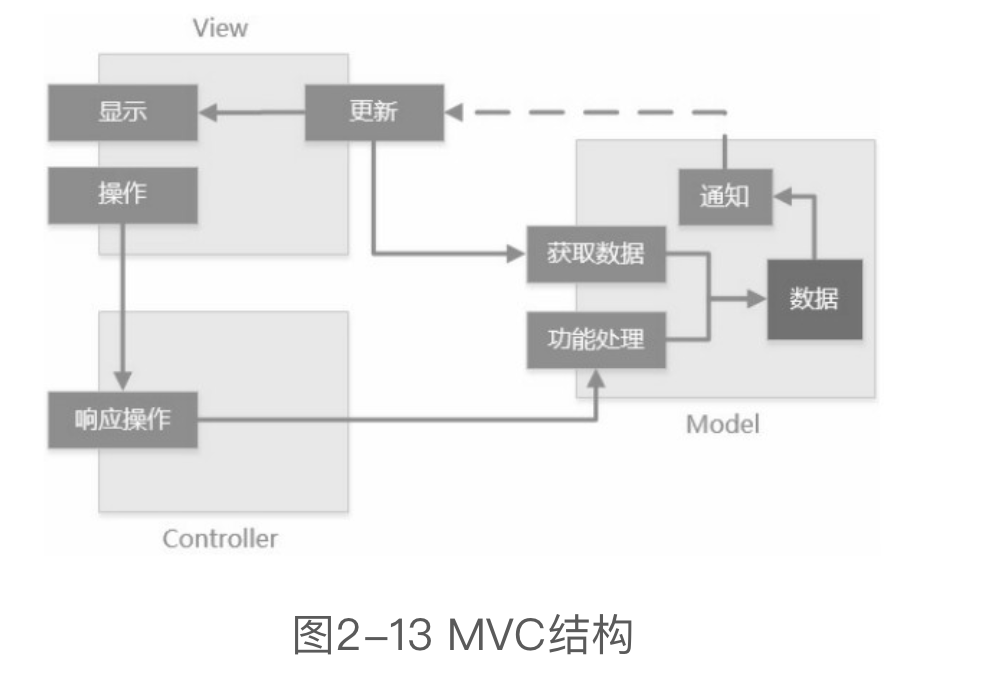 View
显示
更新
操作
通知
获取数据
数据
功能处理
响应操作
Model
Controller
图2-13 MVC结构